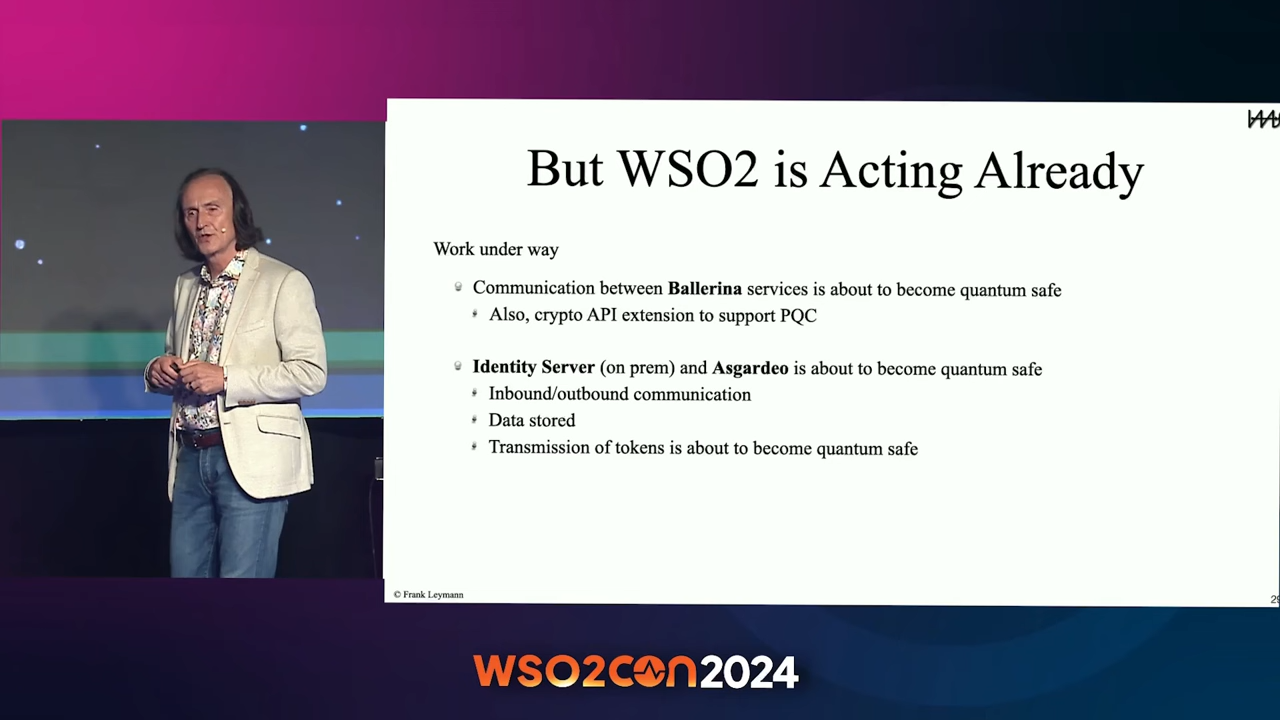 But WSO2 is Acting Already
Work under way
Communication between Ballerina services is about to become quantum safe
Also, crypto API extension to support PQC
Identity Server (on prem) and Asgardeo is about to become quantum safe
Inbound/outbound communication
Data stored
Transmission of tokens is about to become quantum safe
© Frank Leymann
WSO2CON2024